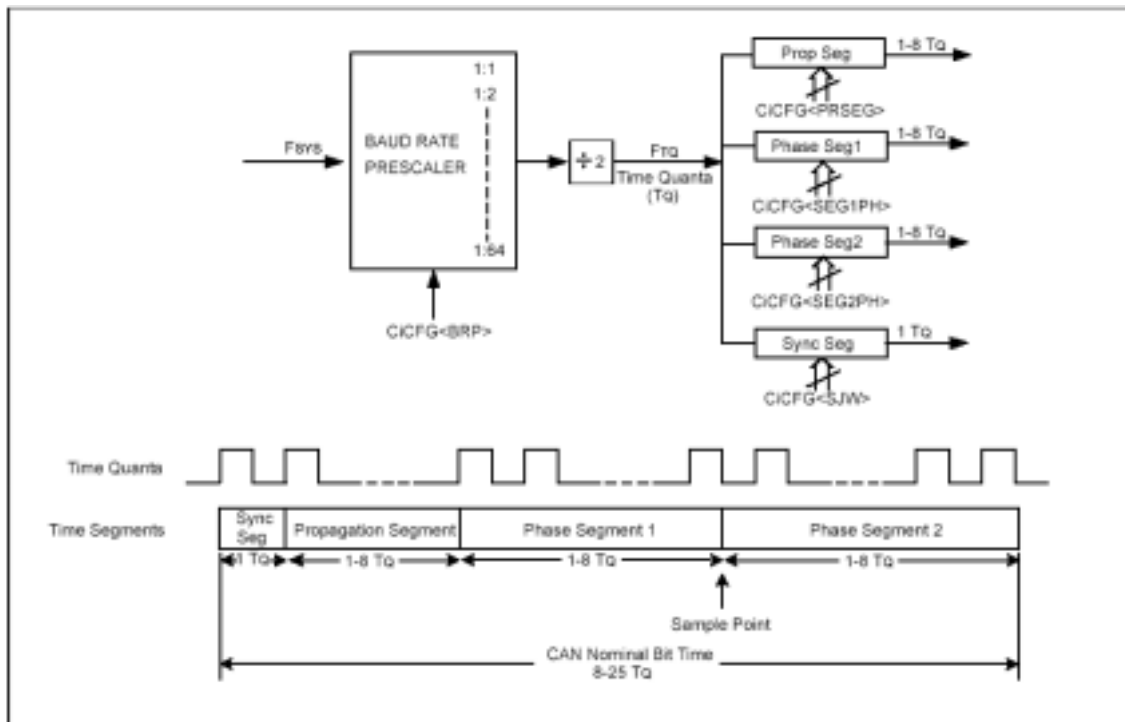 1:1
1:2
1:64
FSYS
BAUD RATE
PRESCALER
CiCFG<BRP>
÷ 2
FTQ
Time Quanta
(TQ)
Prop Seg
1-8 TQ
CiCFG<PRSEG>
Phase Seg1
1-8 TQ
CiCFG<SEG1PH>
Phase Seg2
1-8 TQ
CiCFG<SEG2PH>
Sync Seg
1 TQ
CiCFG<SJW>
Time Quanta
Time Segments
Sync
Seg
Propagation Segment
Phase Segment 1
Phase Segment 2
1 TQ
1-8 TQ
1-8 TQ
1-8 TQ
Sample Point
CAN Nominal Bit Time
8-25 TQ